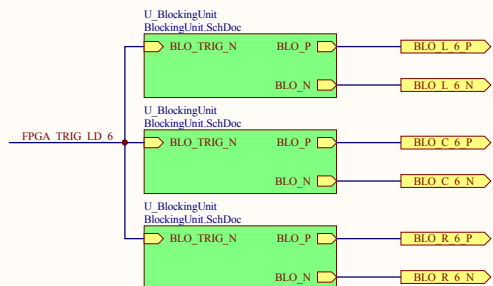 U_BlockingUnit
BlockingUnit.SchDoc
BLO_TRIG_N BLO_P BLO_L_6_P
BLO_N BLO_L_6_N
U_BlockingUnit
BlockingUnit.SchDoc
FPGA_TRIG_LD_6 BLO_TRIG_N BLO_P BLO_C_6_P
BLO_N BLO_C_6_N
U_BlockingUnit
BlockingUnit.SchDoc
BLO_TRIG_N BLO_P BLO_R_6_P
BLO_N BLO_R_6_N